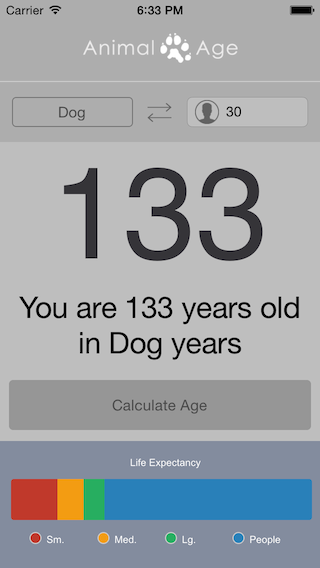 Carrier 6:33 PM
Animal Age
Dog 30
133
You are 133 years old
in Dog years
Calculate Age
Life Expectancy
Sm. Med. Lg. People